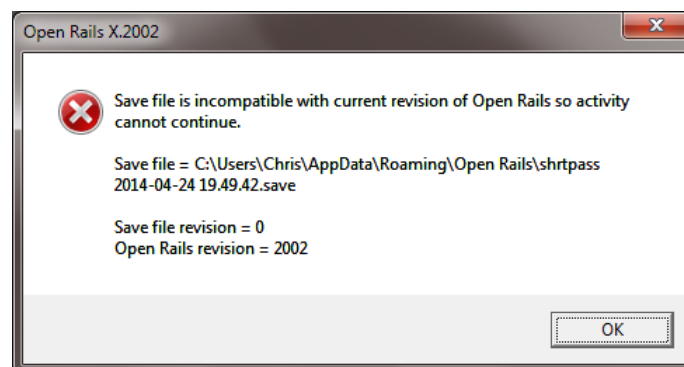 Open Rails X.2002
Save file is incompatible with current revision of Open Rails so activity
cannot continue.
Save file = C:\Users\Chris\AppData\Roaming\Open Rails\shrtpass
2014-04-24 19.49.42.save
Save file revision = 0
Open Rails revision = 2002
OK